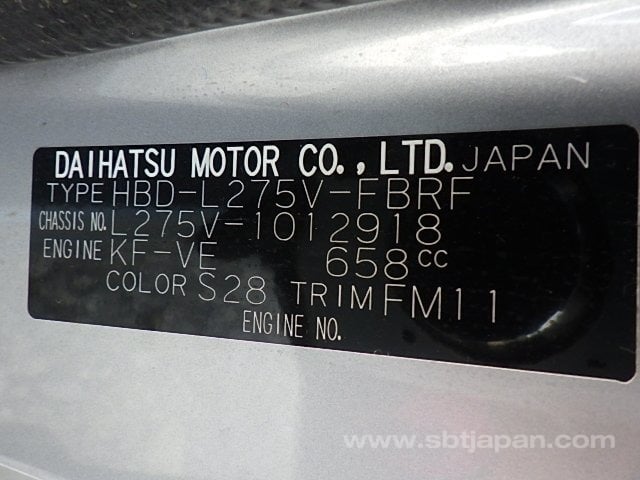 DAIHATSU MOTOR CO., LTD. JAPAN
TYPE HBD-L275V-FBRF
CHASSIS NO. L275V-1012918
ENGINE KF-VE 658cc
COLOR S28 TRIM FM11
ENGINE NO.
www.sbtjapan.com